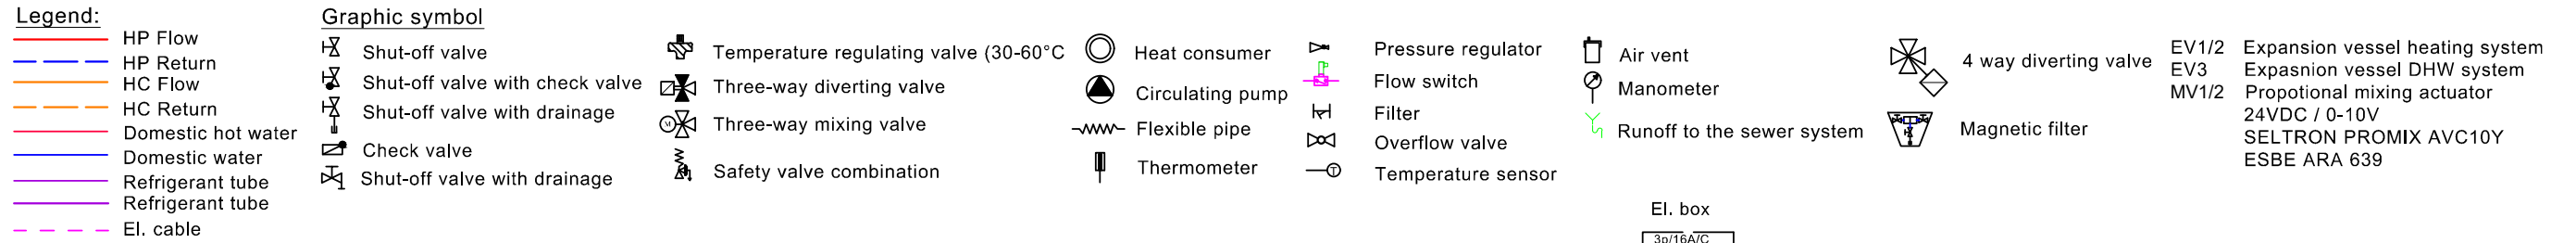 Legend:
HP Flow
HP Return
HC Flow
HC Return
Domestic hot water
Domestic water
Refrigerant tube
Refrigerant tube
El. cable
Graphic symbol
Shut-off valve
Shut-off valve with check valve
Shut-off valve with drainage
Check valve
Shut-off valve with drainage
Temperature regulating valve (30-60°C
Three-way diverting valve
M
Three-way mixing valve
Safety valve combination
Heat consumer
Circulating pump
Flexible pipe
Thermometer
Pressure regulator
Flow switch
Filter
Overflow valve
T
Temperature sensor
Air vent
Manometer
Runoff to the sewer system
El. box
3p/16A/C
4 way diverting valve
Magnetic filter
EV1/2 Expansion vessel heating system
EV3 Expasnion vessel DHW system
MV1/2 Propotional mixing actuator
24VDC / 0-10V
SELTRON PROMIX AVC10Y
ESBE ARA 639